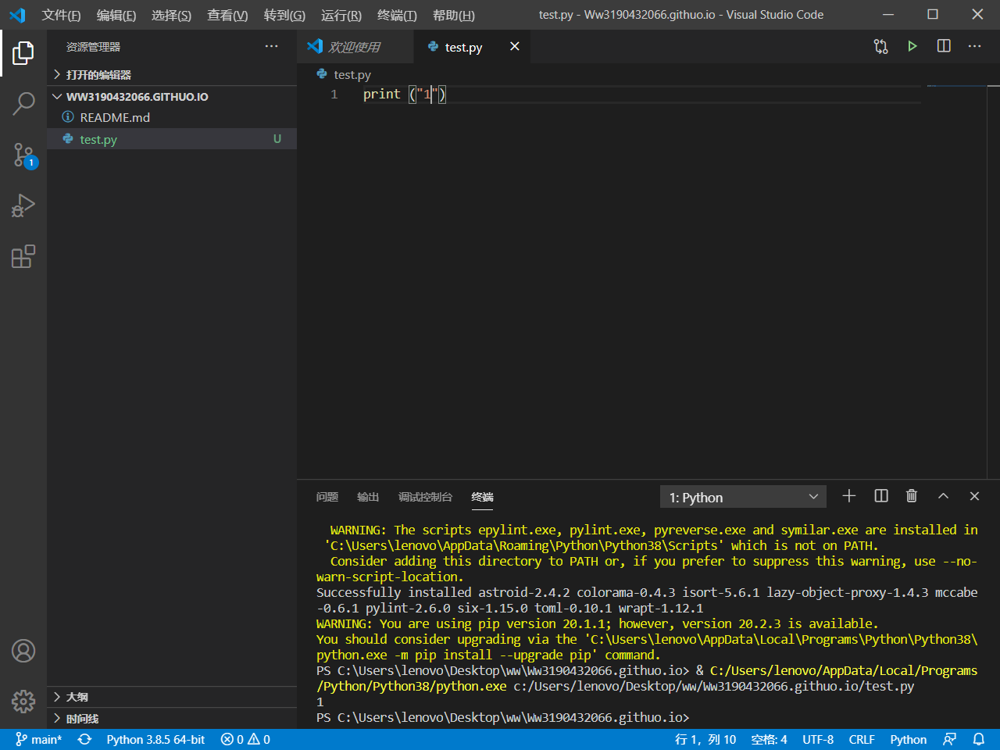 文件(F) 编辑(E) 选择(S) 查看(V) 转到(G) 运行(R) 终端(T) 帮助(H) test.py - Ww3190432066.githuo.io - Visual Studio Code
资源管理器
打开的编辑器
WW3190432066.GITHUO.IO
README.md
test.py U
1
欢迎使用 test.py
test.py
1 print ("1")
问题 输出 调试控制台 终端 1: Python
WARNING: The scripts epylint.exe, pylint.exe, pyreverse.exe and symilar.exe are installed in
'C:\Users\lenovo\AppData\Roaming\Python\Python38\Scripts' which is not on PATH.
Consider adding this directory to PATH or, if you prefer to suppress this warning, use --no-
warn-script-location.
Successfully installed astroid-2.4.2 colorama-0.4.3 isort-5.6.1 lazy-object-proxy-1.4.3 mccabe
-0.6.1 pylint-2.6.0 six-1.15.0 toml-0.10.1 wrapt-1.12.1
WARNING: You are using pip version 20.1.1; however, version 20.2.3 is available.
You should consider upgrading via the 'C:\Users\lenovo\AppData\Local\Programs\Python\Python38\
python.exe -m pip install --upgrade pip' command.
PS C:\Users\lenovo\Desktop\ww\Ww3190432066.githuo.io> & C:/Users/lenovo/AppData/Local/Programs
/Python/Python38/python.exe c:/Users/lenovo/Desktop/ww/Ww3190432066.githuo.io/test.py
1
PS C:\Users\lenovo\Desktop\ww\Ww3190432066.githuo.io>
大纲
时间线
main* Python 3.8.5 64-bit 0 0 行 1, 列 10 空格: 4 UTF-8 CRLF Python